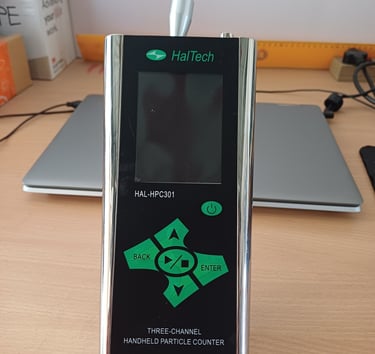 HalTech
HAL-HPC301
BACK
ENTER
THREE-CHANNEL
HANDHELD PARTICLE COUNTER